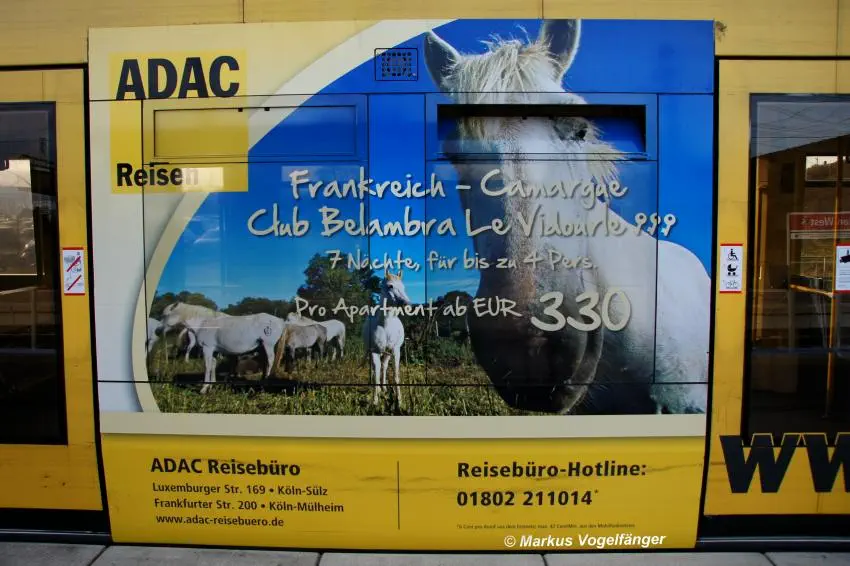 ADAC
Reisen
Frankreich - Camargue
Club Belambra Le Vidourle
7 Nächte, für bis zu 4 Pers.
Pro Apartment ab EUR 330
ADAC Reisebüro
Luxemburger Str. 169 • Köln-Sülz
Frankfurter Str. 200 • Köln-Mülheim
www.adac-reisebuero.de
Reisebüro-Hotline:
01802 211014*
ww
© Markus Vogelfänger